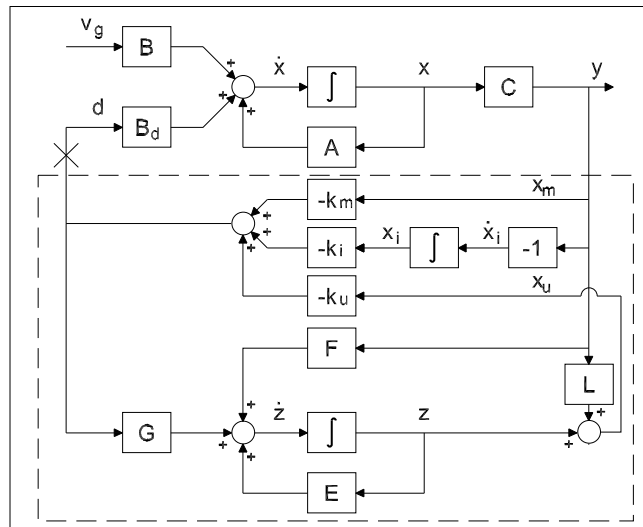 v_g B ẋ ∫ x C y
d B_d A
-k_m x_m
-k_i x_i ∫ ẋ_i -1
-k_u x_u
F
L
G ż ∫ z
E
+ + + + + + + + + + +